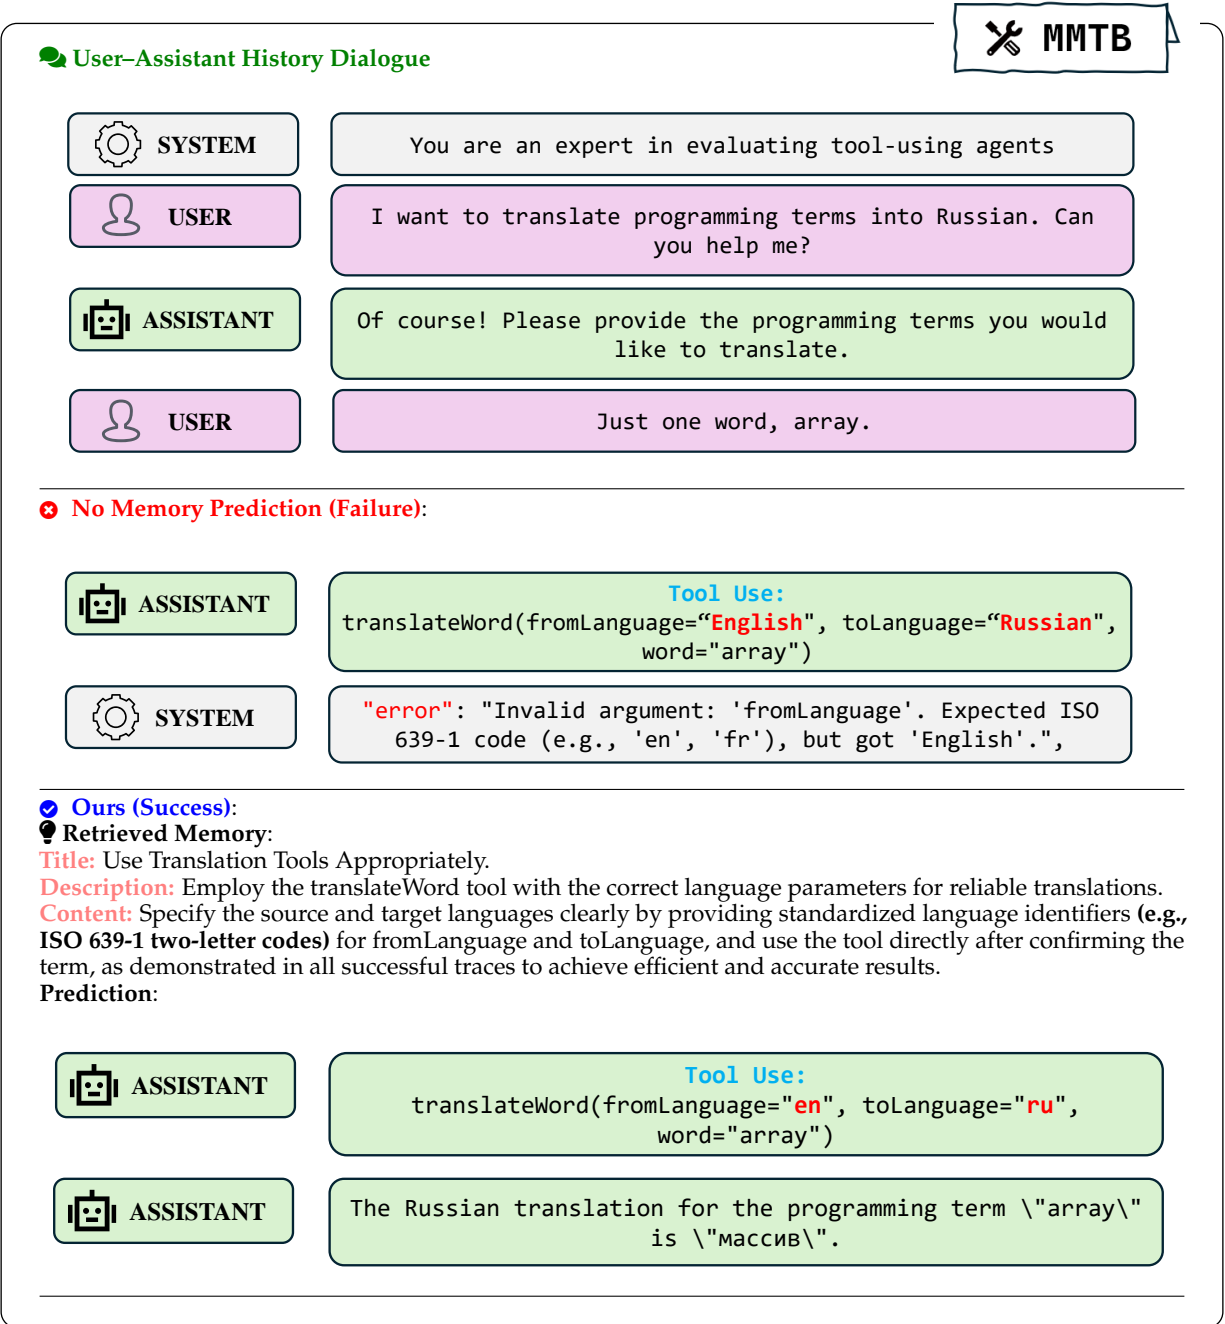 MMTB
User–Assistant History Dialogue
SYSTEM
You are an expert in evaluating tool-using agents
USER
I want to translate programming terms into Russian. Can
you help me?
ASSISTANT
Of course! Please provide the programming terms you would
like to translate.
USER
Just one word, array.
No Memory Prediction (Failure):
ASSISTANT
Tool Use:
translateWord(fromLanguage=“English", toLanguage=“Russian",
word="array")
SYSTEM
"error": "Invalid argument: 'fromLanguage'. Expected ISO
639-1 code (e.g., 'en', 'fr'), but got 'English'.",
Ours (Success):
Retrieved Memory:
Title: Use Translation Tools Appropriately.
Description: Employ the translateWord tool with the correct language parameters for reliable translations.
Content: Specify the source and target languages clearly by providing standardized language identifiers (e.g.,
ISO 639-1 two-letter codes) for fromLanguage and toLanguage, and use the tool directly after confirming the
term, as demonstrated in all successful traces to achieve efficient and accurate results.
Prediction:
ASSISTANT
Tool Use:
translateWord(fromLanguage="en", toLanguage="ru",
word="array")
ASSISTANT
The Russian translation for the programming term \"array\"
is \"массив\".